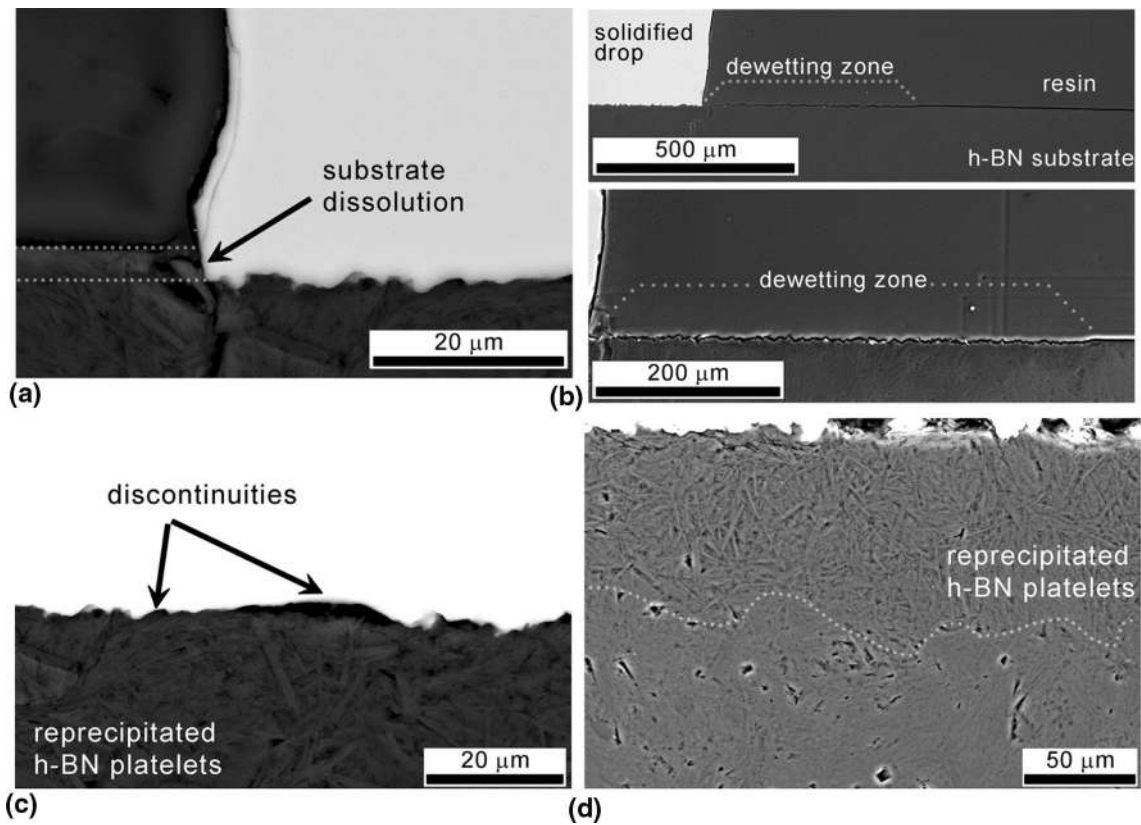 substrate
dissolution
20 μm
(a)
solidified
drop
dewetting zone
resin
500 μm
h-BN substrate
dewetting zone
200 μm
(b)
discontinuities
reprecipitated
h-BN platelets
20 μm
(c)
reprecipitated
h-BN platelets
50 μm
(d)